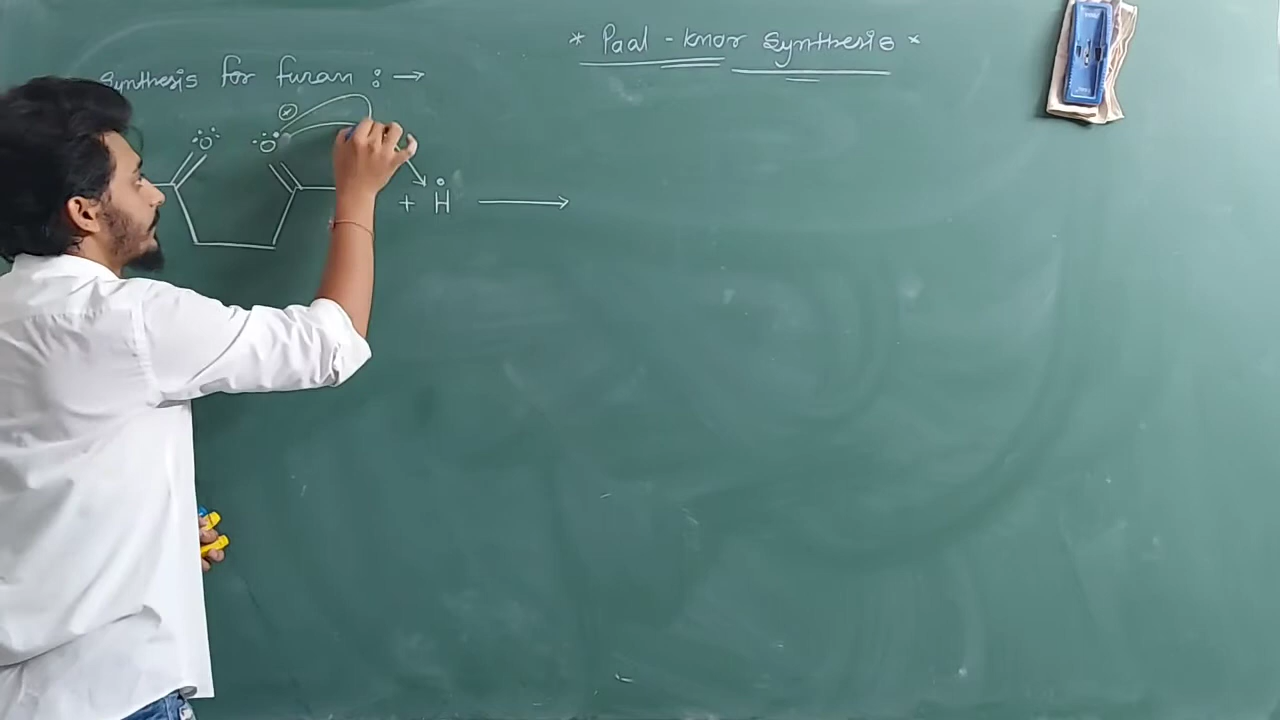 * Paal - Knor Synthesis *
Synthesis for furan : →
Ö Ö
+ H →